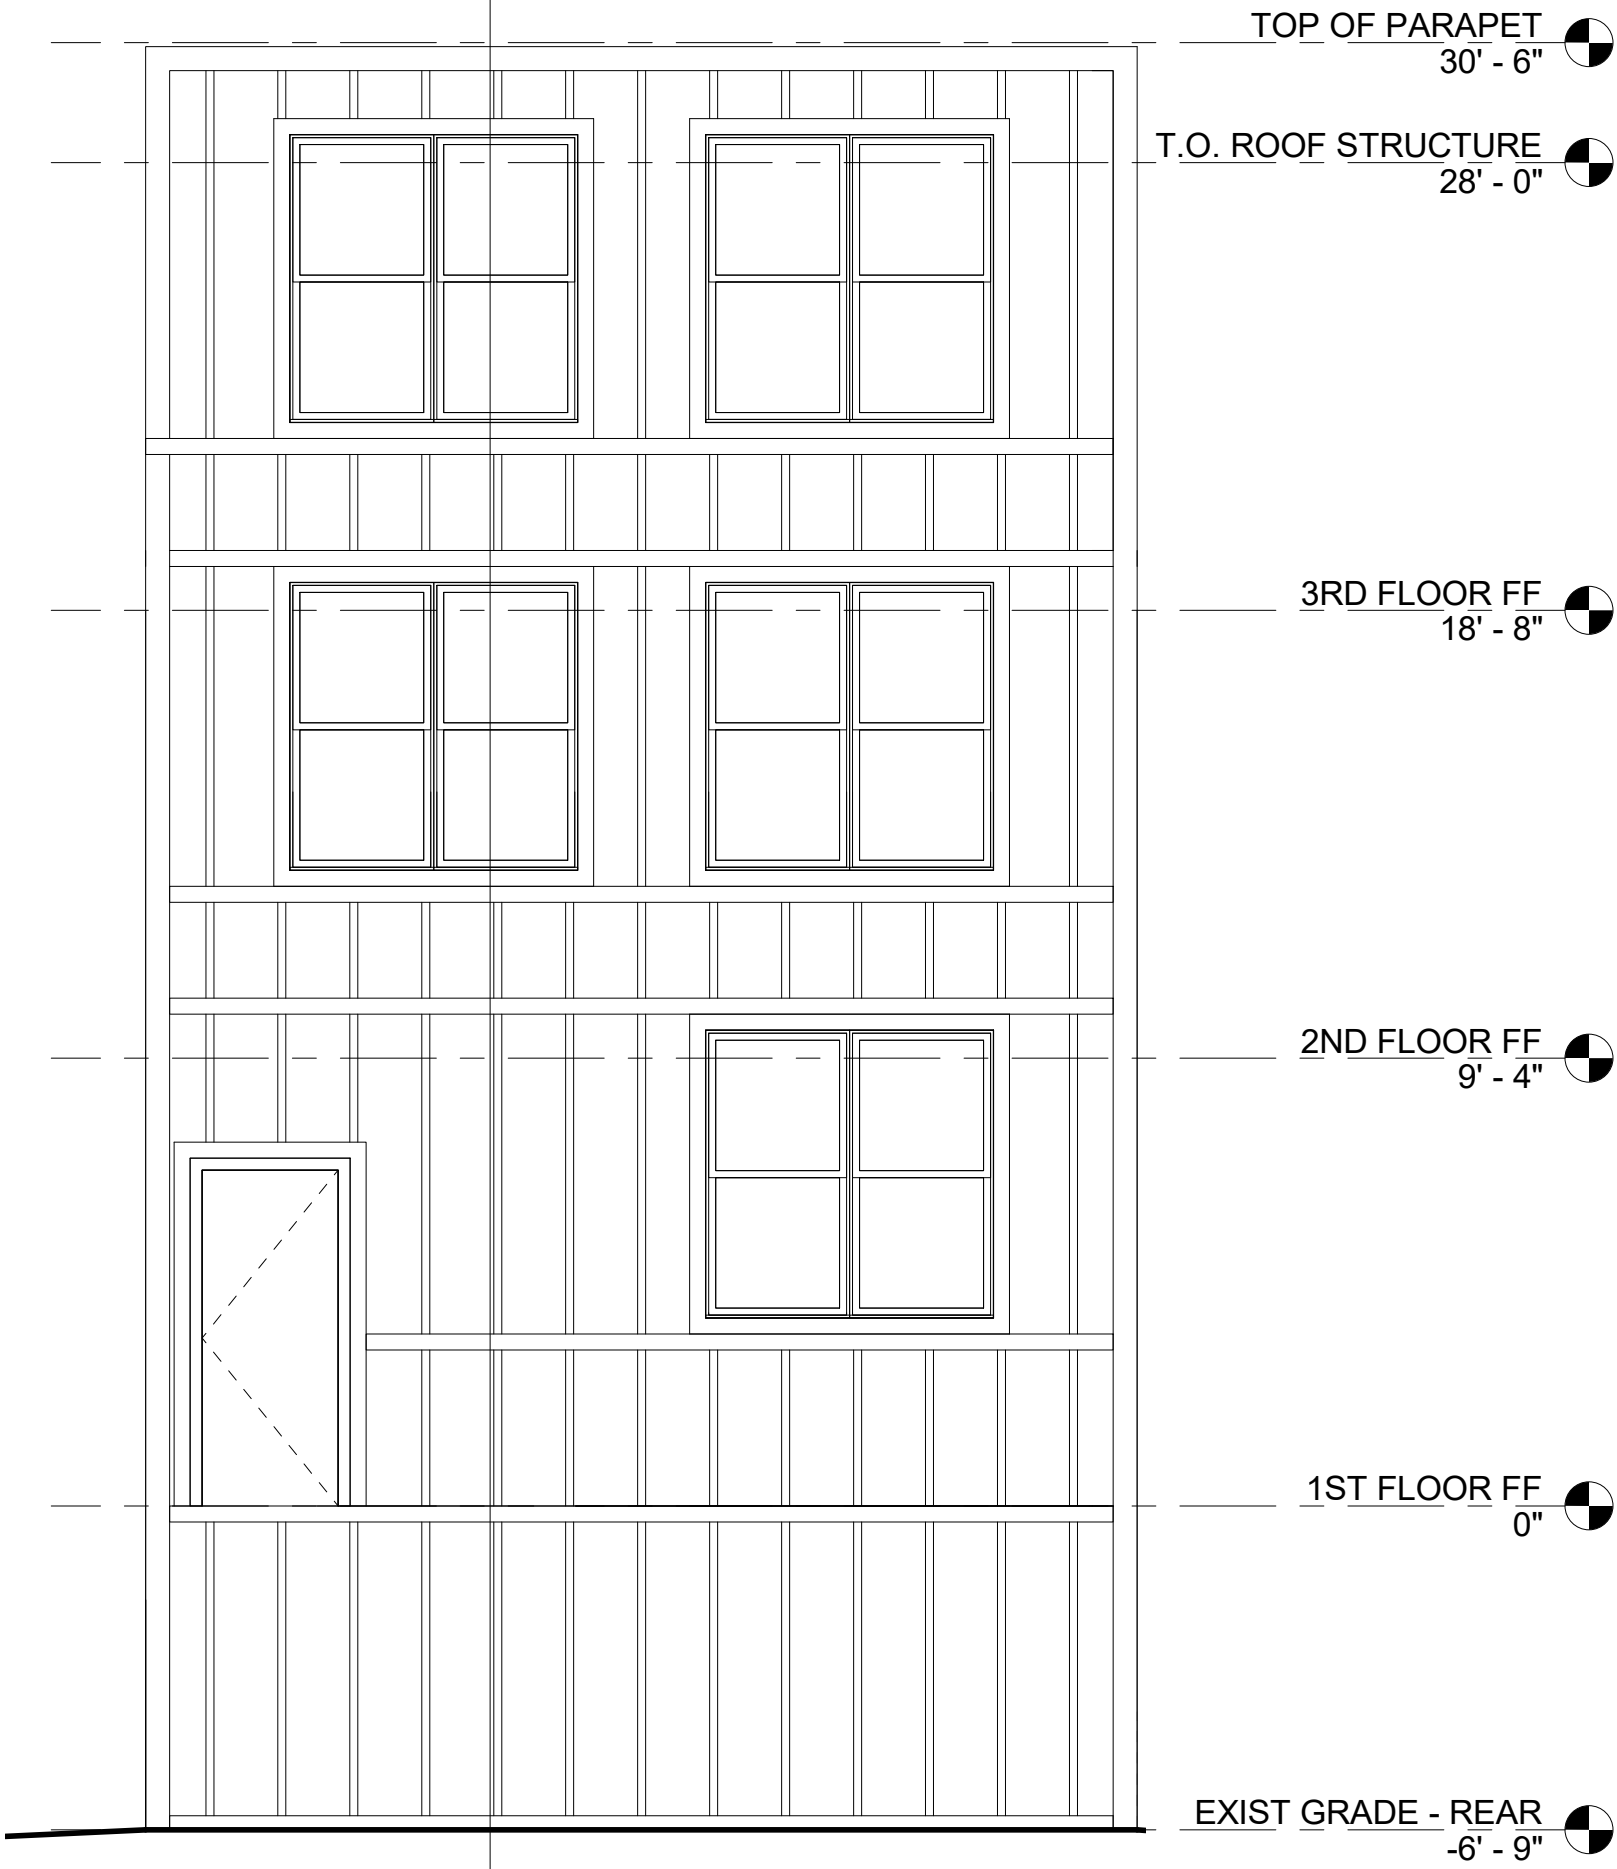 TOP OF PARAPET
30' - 6"
T.O. ROOF STRUCTURE
28' - 0"
3RD FLOOR FF
18' - 8"
2ND FLOOR FF
9' - 4"
1ST FLOOR FF
0"
EXIST GRADE - REAR
-6' - 9"